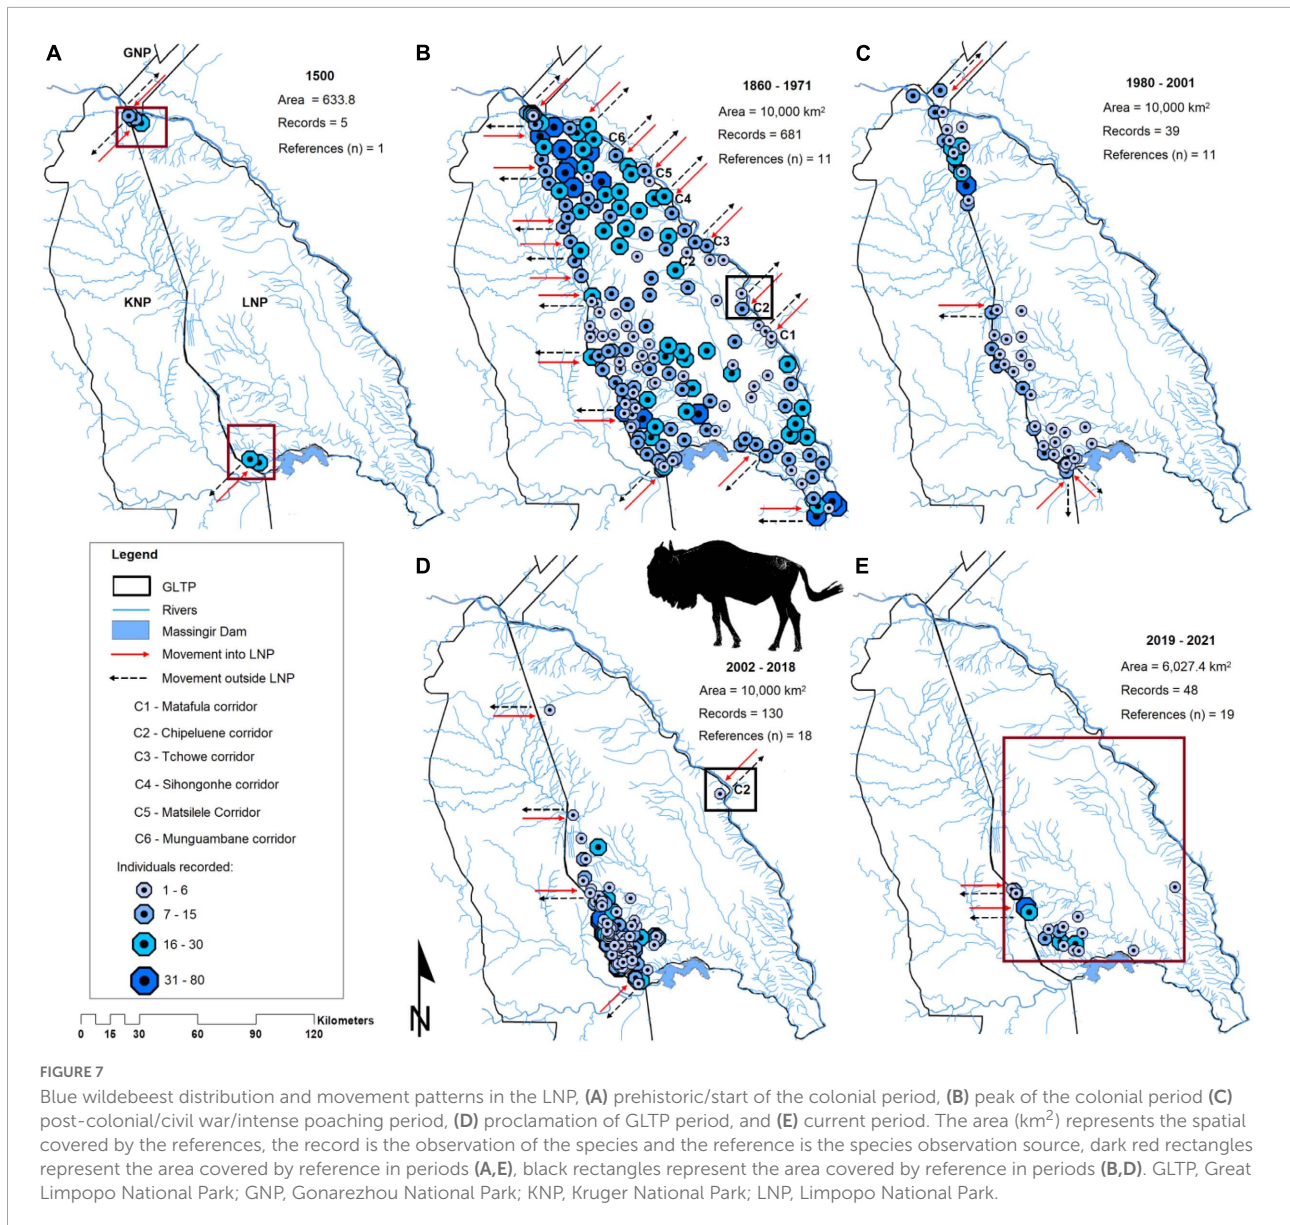 A
GNP
1500
Area = 633.8
Records = 5
References (n) = 1
KNP
LNP
B
1860 - 1971
Area = 10,000 km²
Records = 681
References (n) = 11
C6
C5
C4
C3
C2
C2
C1
C
1980 - 2001
Area = 10,000 km²
Records = 39
References (n) = 11
Legend
GLTP
Rivers
Massingir Dam
Movement into LNP
Movement outside LNP
C1 - Matafula corridor
C2 - Chipeluene corridor
C3 - Tchowe corridor
C4 - Sihongonhe corridor
C5 - Matsilele Corridor
C6 - Munguambane corridor
Individuals recorded:
1 - 6
7 - 15
16 - 30
31 - 80
Kilometers
0 16 30 60 90 120
D
2002 - 2018
Area = 10,000 km²
Records = 130
References (n) = 18
C2
N
E
2019 - 2021
Area = 6,027.4 km²
Records = 48
References (n) = 19
FIGURE 7
Blue wildebeest distribution and movement patterns in the LNP, (A) prehistoric/start of the colonial period, (B) peak of the colonial period (C)
post-colonial/civil war/intense poaching period, (D) proclamation of GLTP period, and (E) current period. The area (km²) represents the spatial
covered by the references, the record is the observation of the species and the reference is the species observation source, dark red rectangles
represent the area covered by reference in periods (A,E), black rectangles represent the area covered by reference in periods (B,D). GLTP, Great
Limpopo National Park; GNP, Gonarezhou National Park; KNP, Kruger National Park; LNP, Limpopo National Park.